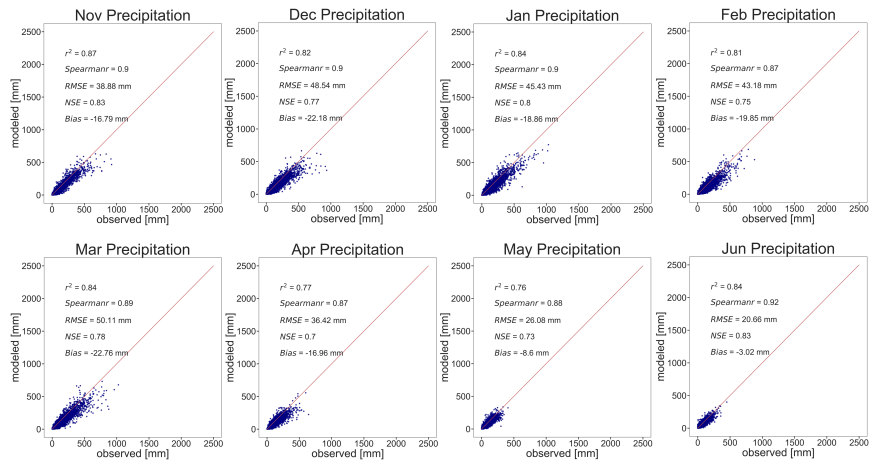 Nov Precipitation
r² = 0.87
Spearmanr = 0.9
RMSE = 38.88 mm
NSE = 0.83
Bias = -16.79 mm
modeled [mm]
2500
2000
1500
1000
500
0
0 500 1000 1500 2000 2500
observed [mm]
Dec Precipitation
r² = 0.82
Spearmanr = 0.9
RMSE = 48.54 mm
NSE = 0.77
Bias = -22.18 mm
modeled [mm]
2500
2000
1500
1000
500
0
0 500 1000 1500 2000 2500
observed [mm]
Jan Precipitation
r² = 0.84
Spearmanr = 0.9
RMSE = 45.43 mm
NSE = 0.8
Bias = -18.86 mm
modeled [mm]
2500
2000
1500
1000
500
0
0 500 1000 1500 2000 2500
observed [mm]
Feb Precipitation
r² = 0.81
Spearmanr = 0.87
RMSE = 43.18 mm
NSE = 0.75
Bias = -19.85 mm
modeled [mm]
2500
2000
1500
1000
500
0
0 500 1000 1500 2000 2500
observed [mm]
Mar Precipitation
r² = 0.84
Spearmanr = 0.89
RMSE = 50.11 mm
NSE = 0.78
Bias = -22.76 mm
modeled [mm]
2500
2000
1500
1000
500
0
0 500 1000 1500 2000 2500
observed [mm]
Apr Precipitation
r² = 0.77
Spearmanr = 0.87
RMSE = 36.42 mm
NSE = 0.7
Bias = -16.96 mm
modeled [mm]
2500
2000
1500
1000
500
0
0 500 1000 1500 2000 2500
observed [mm]
May Precipitation
r² = 0.76
Spearmanr = 0.88
RMSE = 26.08 mm
NSE = 0.73
Bias = -8.6 mm
modeled [mm]
2500
2000
1500
1000
500
0
0 500 1000 1500 2000 2500
observed [mm]
Jun Precipitation
r² = 0.84
Spearmanr = 0.92
RMSE = 20.66 mm
NSE = 0.83
Bias = -3.02 mm
modeled [mm]
2500
2000
1500
1000
500
0
0 500 1000 1500 2000 2500
observed [mm]